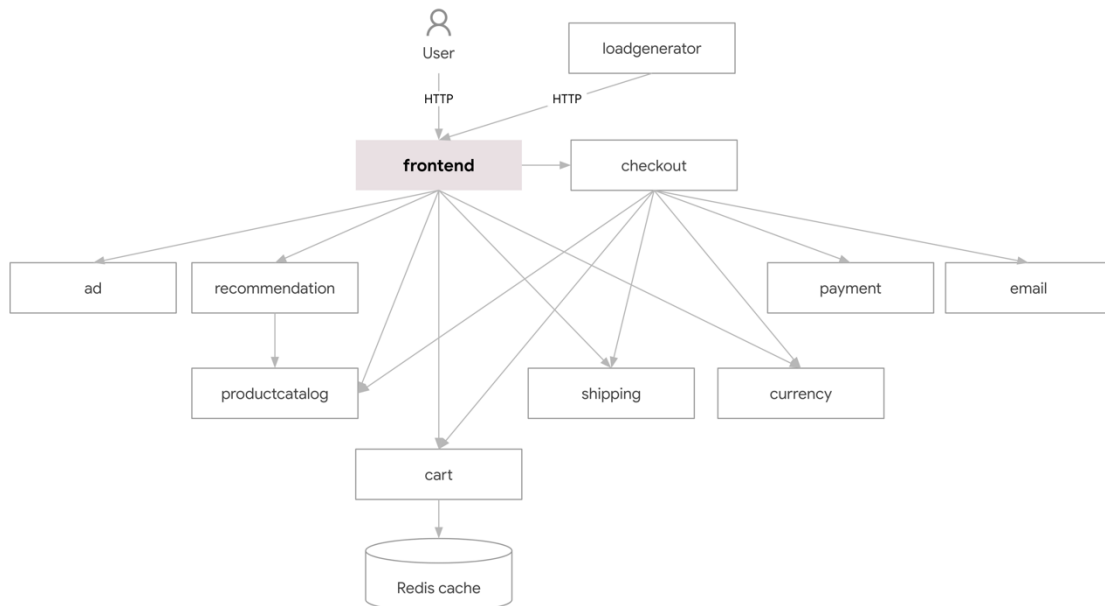 User
loadgenerator
HTTP
HTTP
frontend
checkout
ad
recommendation
payment
email
productcatalog
shipping
currency
cart
Redis cache